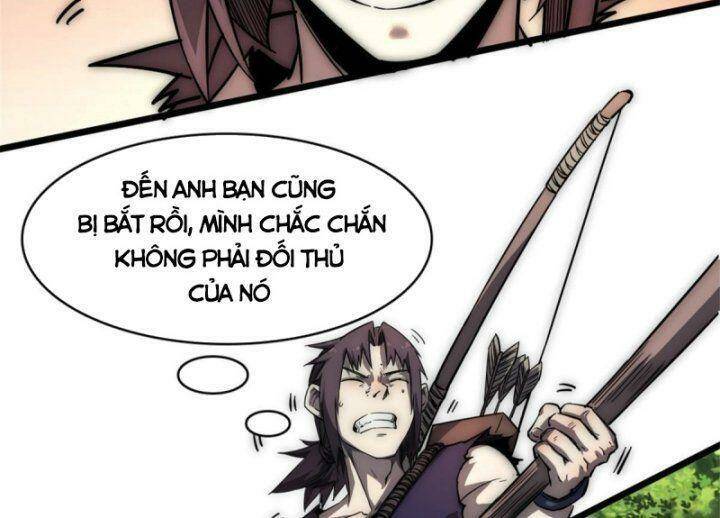 ĐẾN ANH BẠN CŨNG
BỊ BẮT RỒI, MÌNH CHẮC CHẮN
KHÔNG PHẢI ĐỐI THỦ
CỦA NÓ